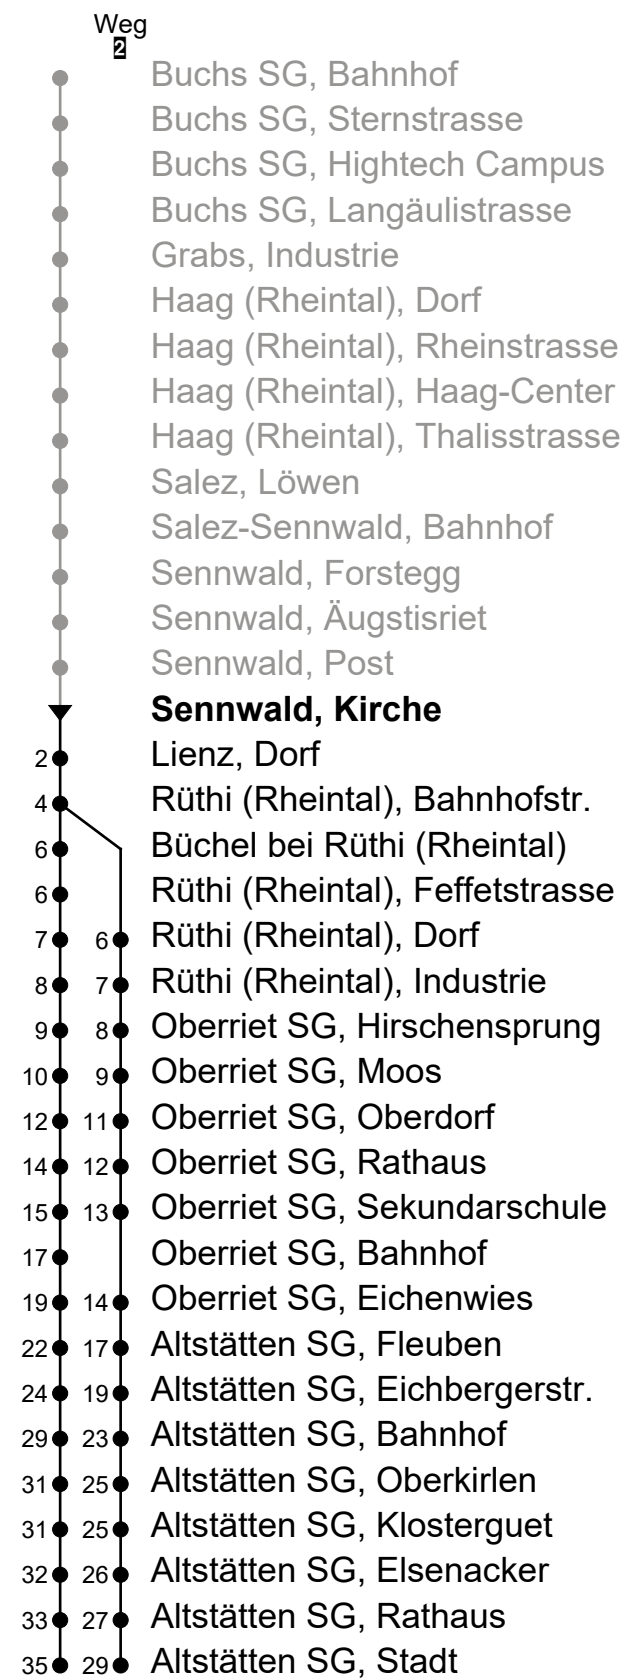 Weg
2
Buchs SG, Bahnhof
Buchs SG, Sternstrasse
Buchs SG, Hightech Campus
Buchs SG, Langäulistrasse
Grabs, Industrie
Haag (Rheintal), Dorf
Haag (Rheintal), Rheinstrasse
Haag (Rheintal), Haag-Center
Haag (Rheintal), Thalisstrasse
Salez, Löwen
Salez-Sennwald, Bahnhof
Sennwald, Forstegg
Sennwald, Äugstisriet
Sennwald, Post
Sennwald, Kirche
2 Lienz, Dorf
4 Rüthi (Rheintal), Bahnhofstr.
6 Büchel bei Rüthi (Rheintal)
6 Rüthi (Rheintal), Feffetstrasse
7 6 Rüthi (Rheintal), Dorf
8 7 Rüthi (Rheintal), Industrie
9 8 Oberriet SG, Hirschensprung
10 9 Oberriet SG, Moos
12 11 Oberriet SG, Oberdorf
14 12 Oberriet SG, Rathaus
15 13 Oberriet SG, Sekundarschule
17 Oberriet SG, Bahnhof
19 14 Oberriet SG, Eichenwies
22 17 Altstätten SG, Fleuben
24 19 Altstätten SG, Eichbergerstr.
29 23 Altstätten SG, Bahnhof
31 25 Altstätten SG, Oberkirlen
31 25 Altstätten SG, Klosterguet
32 26 Altstätten SG, Elsenacker
33 27 Altstätten SG, Rathaus
35 29 Altstätten SG, Stadt